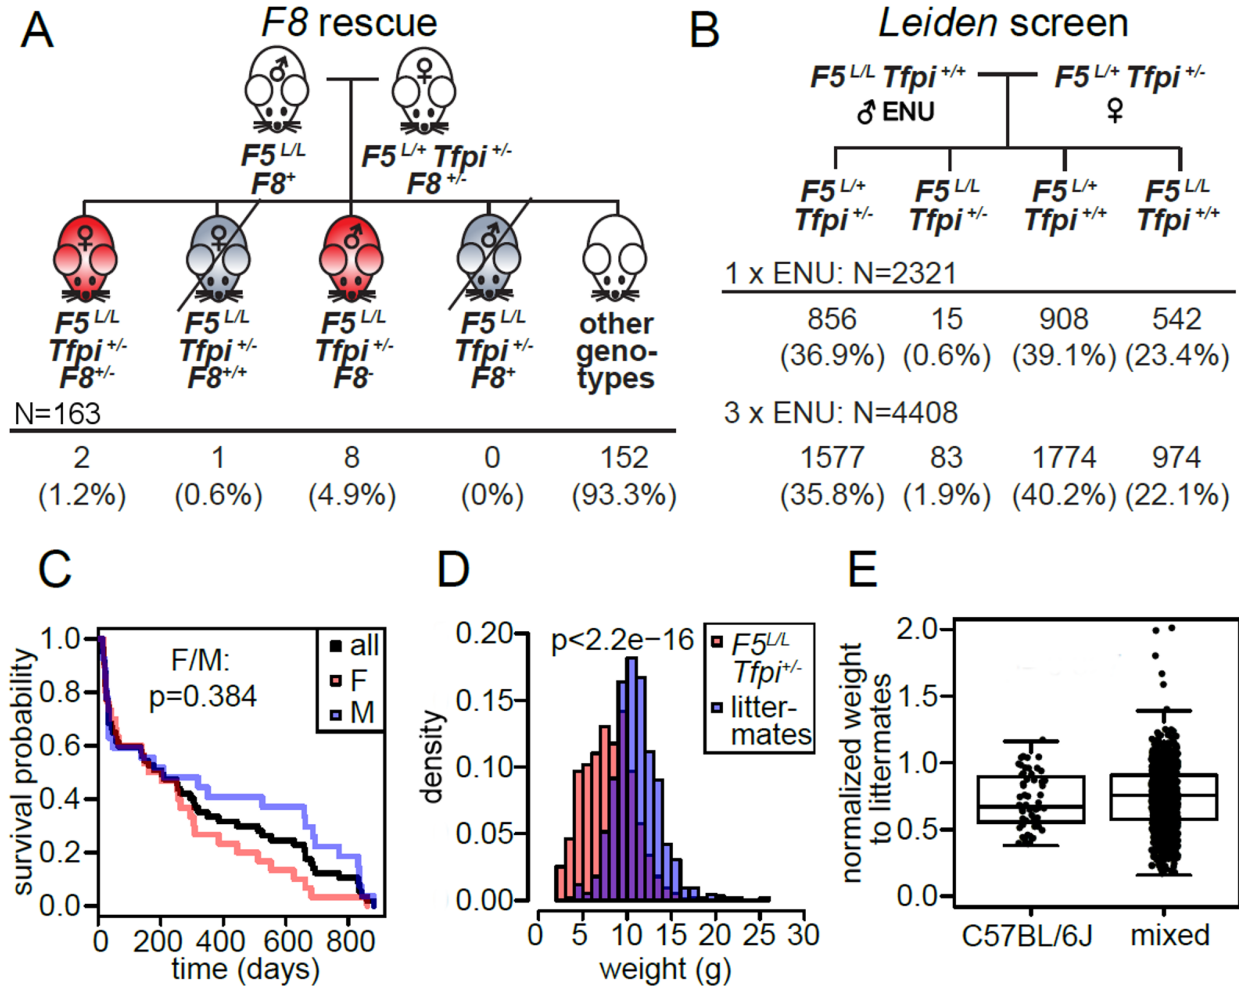 A
F8 rescue
♂
♀
F5 L/L
F8+
F5 L/+ Tfpi +/-
F8 +/-
♀
♀
♂
♂
F5 L/L
Tfpi +/-
F8+/-
F5 L/L
Tfpi +/-
F8+/+
F5 L/L
Tfpi +/-
F8-
F5 L/L
Tfpi +/-
F8+
other
geno-
types
N=163
2 1 8 0 152
(1.2%) (0.6%) (4.9%) (0%) (93.3%)
B
Leiden screen
F5 L/L Tfpi +/+
♂ ENU
F5 L/+ Tfpi +/-
♀
F5 L/+
Tfpi +/-
F5 L/L
Tfpi +/-
F5 L/+
Tfpi +/+
F5 L/L
Tfpi +/+
1 x ENU: N=2321
856 15 908 542
(36.9%) (0.6%) (39.1%) (23.4%)
3 x ENU: N=4408
1577 83 1774 974
(35.8%) (1.9%) (40.2%) (22.1%)
C
survival probability
1.0
0.8
0.6
0.4
0.2
0.0
F/M:
p=0.384
all
F
M
0 200 400 600 800
time (days)
D
density
0.20
0.15
0.10
0.05
0.00
p<2.2e−16
F5L/L
Tfpi+/-
litter-
mates
0 5 10 15 20 25 30
weight (g)
E
normalized weight
to littermates
2.0
1.5
1.0
0.5
0.0
C57BL/6J mixed